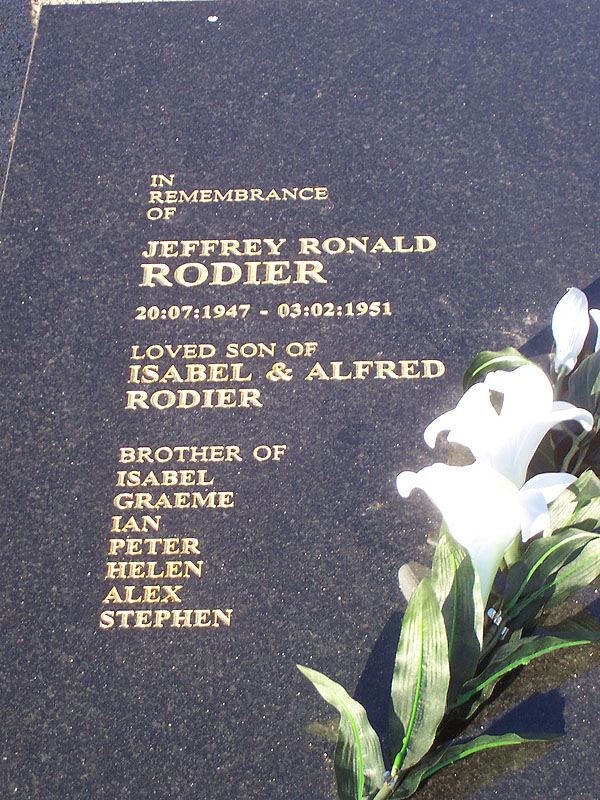 IN
REMEMBRANCE
OF
JEFFREY RONALD
RODIER
20:07:1947 - 03:02:1951
LOVED SON OF
ISABEL & ALFRED
RODIER
BROTHER OF
ISABEL
GRAEME
IAN
PETER
HELEN
ALEX
STEPHEN